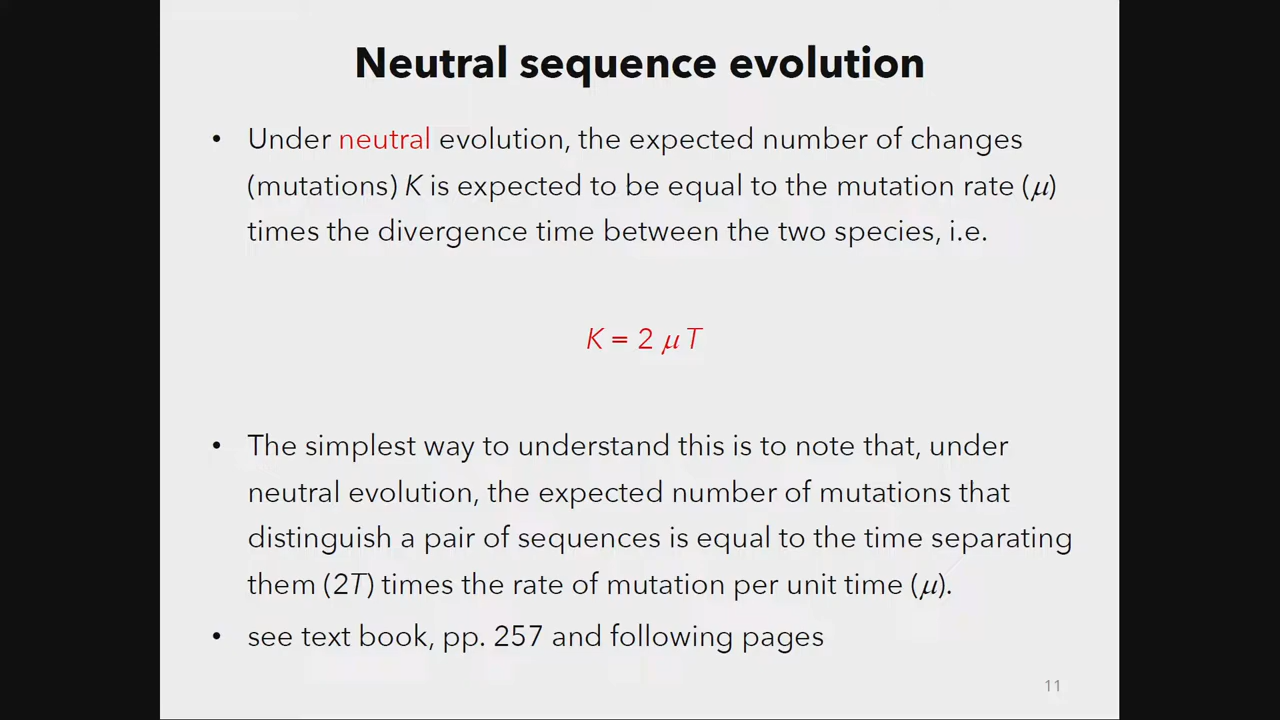 Neutral sequence evolution
• Under neutral evolution, the expected number of changes
(mutations) K is expected to be equal to the mutation rate (μ)
times the divergence time between the two species, i.e.
K = 2 μ T
• The simplest way to understand this is to note that, under
neutral evolution, the expected number of mutations that
distinguish a pair of sequences is equal to the time separating
them (2T) times the rate of mutation per unit time (μ).
• see text book, pp. 257 and following pages
11